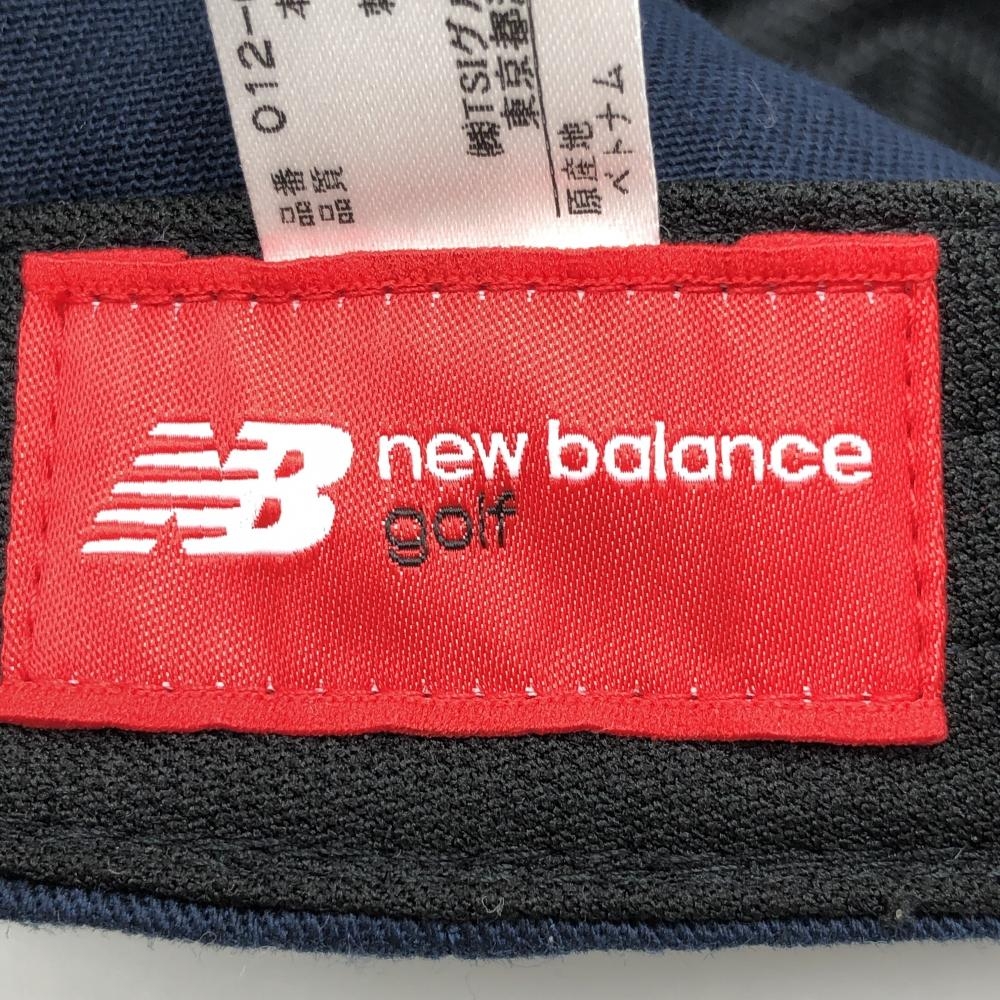 品番 012-
品質
㈱TSIグ
東京都
原産地
ベトナム
NB
new balance
golf